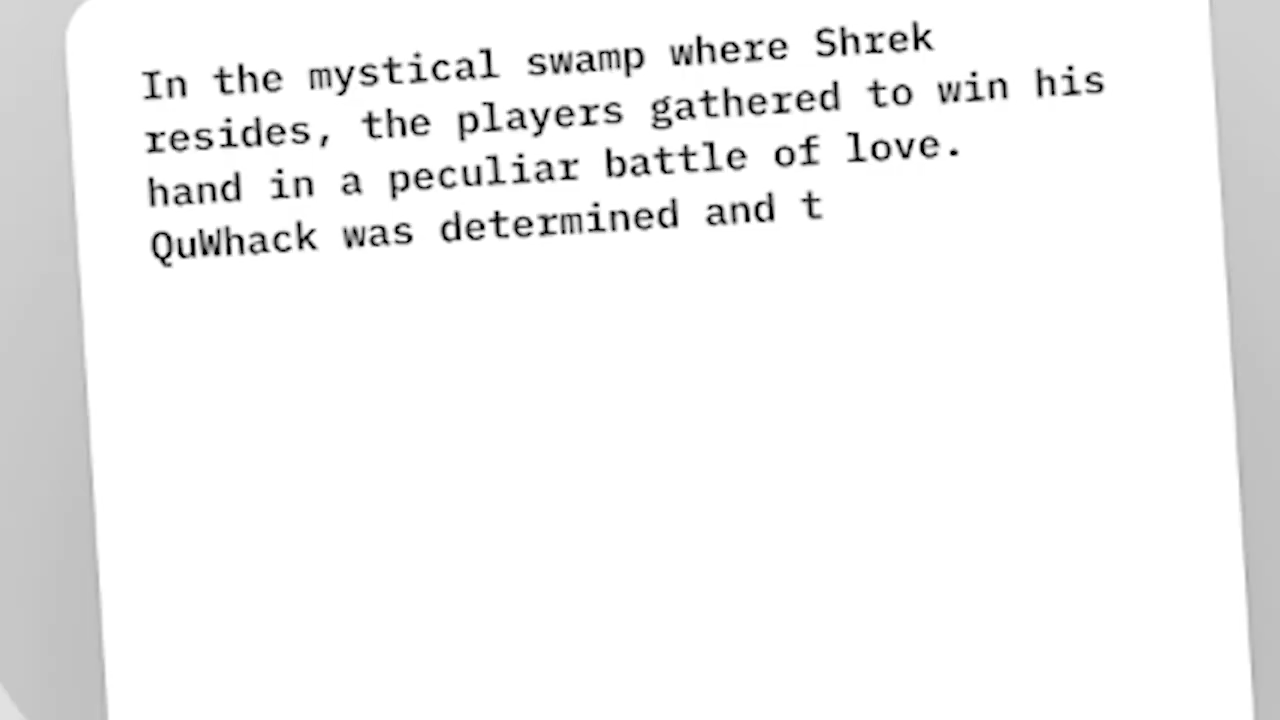 In the mystical swamp where Shrek
resides, the players gathered to win his
hand in a peculiar battle of love.
QuWhack was determined and t